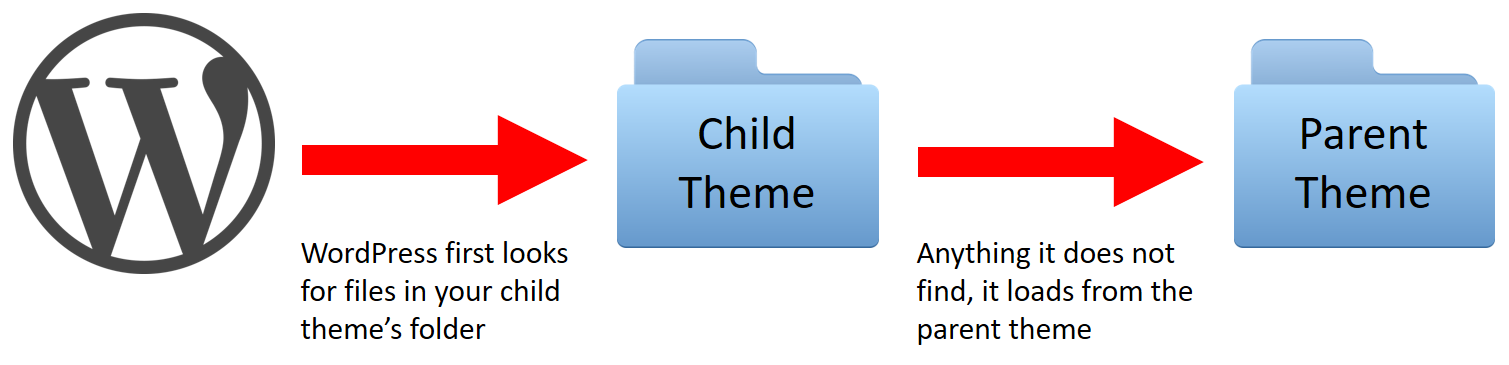 Child
Theme
Parent
Theme
WordPress first looks
for files in your child
theme’s folder
Anything it does not
find, it loads from the
parent theme